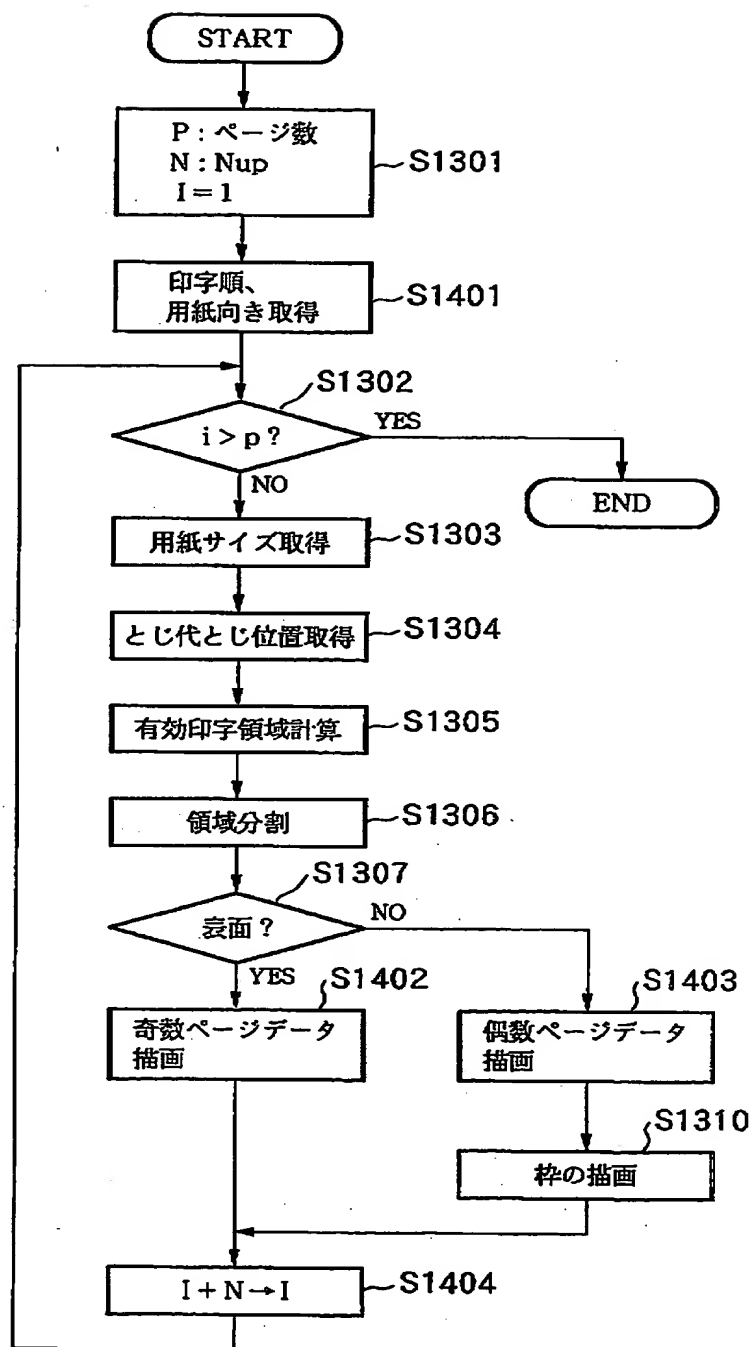 START
P:ページ数
N:Nup
I=1
S1301
印字順、
用紙向き取得
S1401
S1302
i>p?
YES
NO
END
用紙サイズ取得
S1303
とじ代とじ位置取得
S1304
有効印字領域計算
S1305
領域分割
S1306
S1307
表面?
NO
YES
S1402
奇数ページデータ
描画
S1403
偶数ページデータ
描画
S1310
枠の描画
I+N→I
S1404